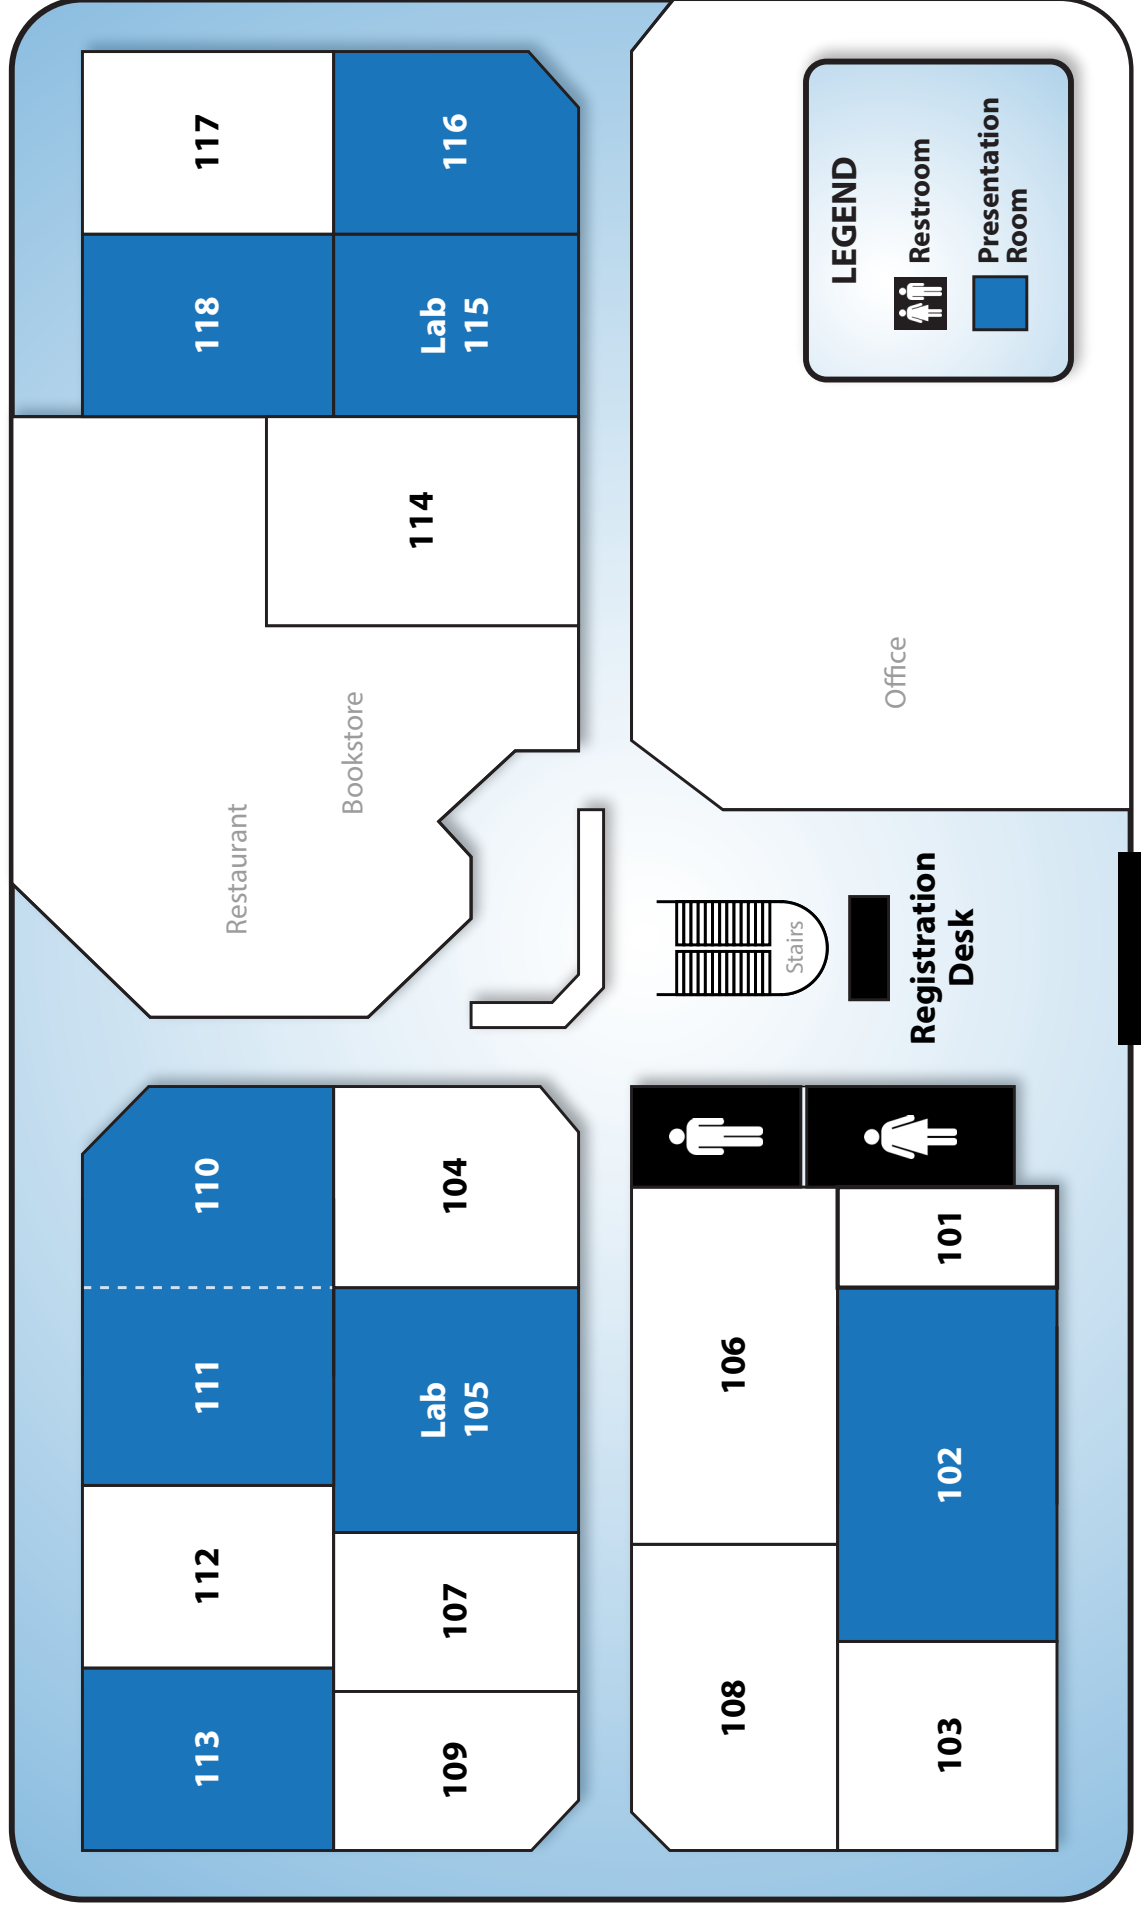 113
112
111
110
118
117
Restaurant
Bookstore
114
109
107
Lab
105
104
Lab
115
116
108
106
Stairs
103
102
101
Registration
Desk
Office
LEGEND
Restroom
Presentation
Room